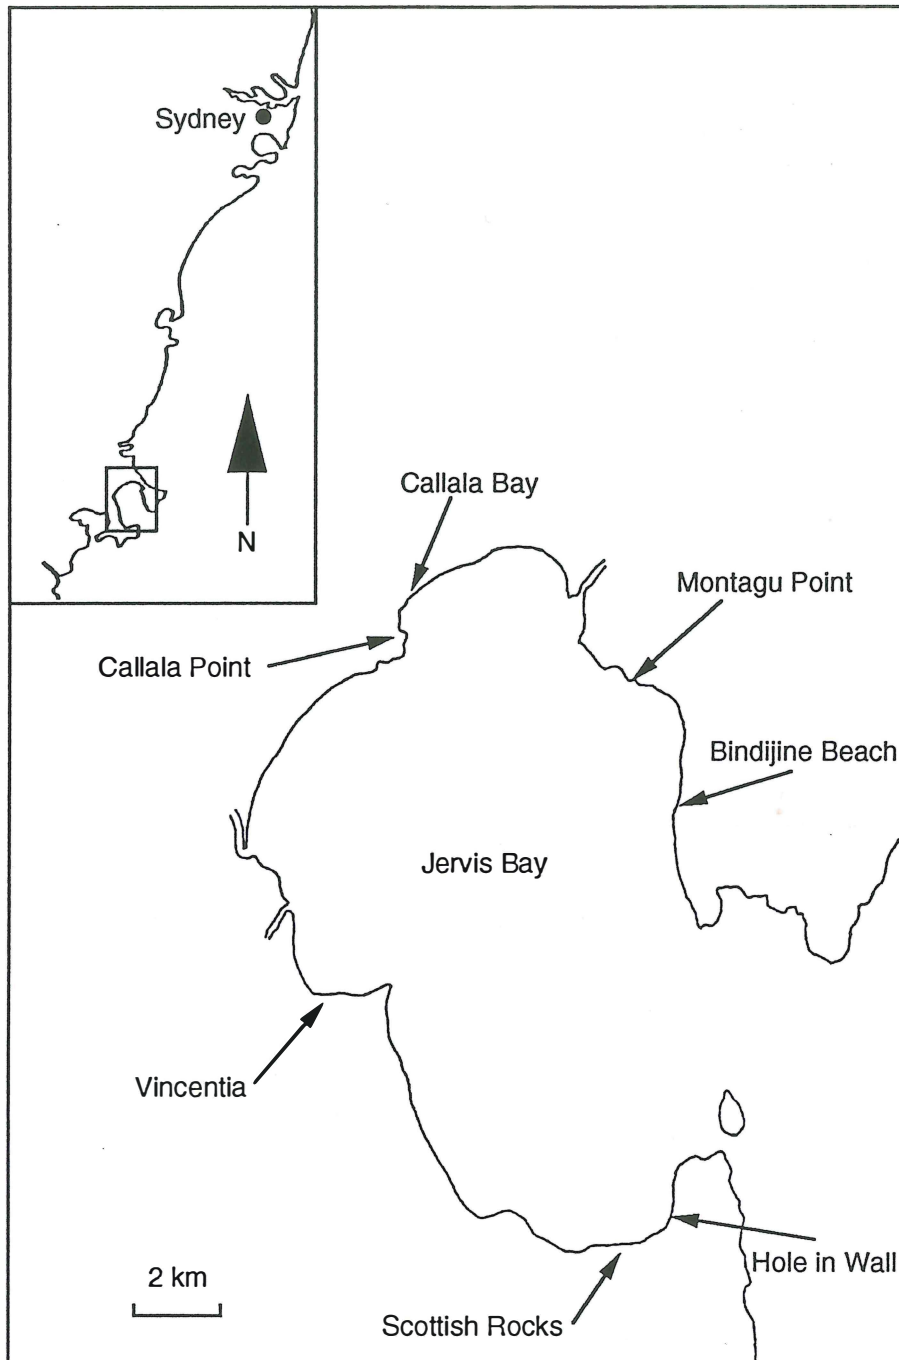 Sydney
N
Callala Bay
Montagu Point
Callala Point
Bindijine Beach
Jervis Bay
Vincentia
Hole in Wall
2 km
Scottish Rocks